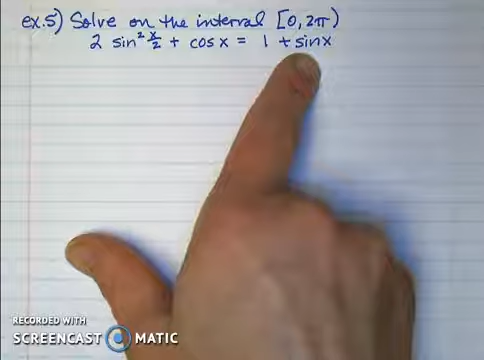 ex.5) Solve on the interval [0, 2π)
2 sin² x/2 + cos x = 1 + sin x
RECORDED WITH
SCREENCAST MATIC